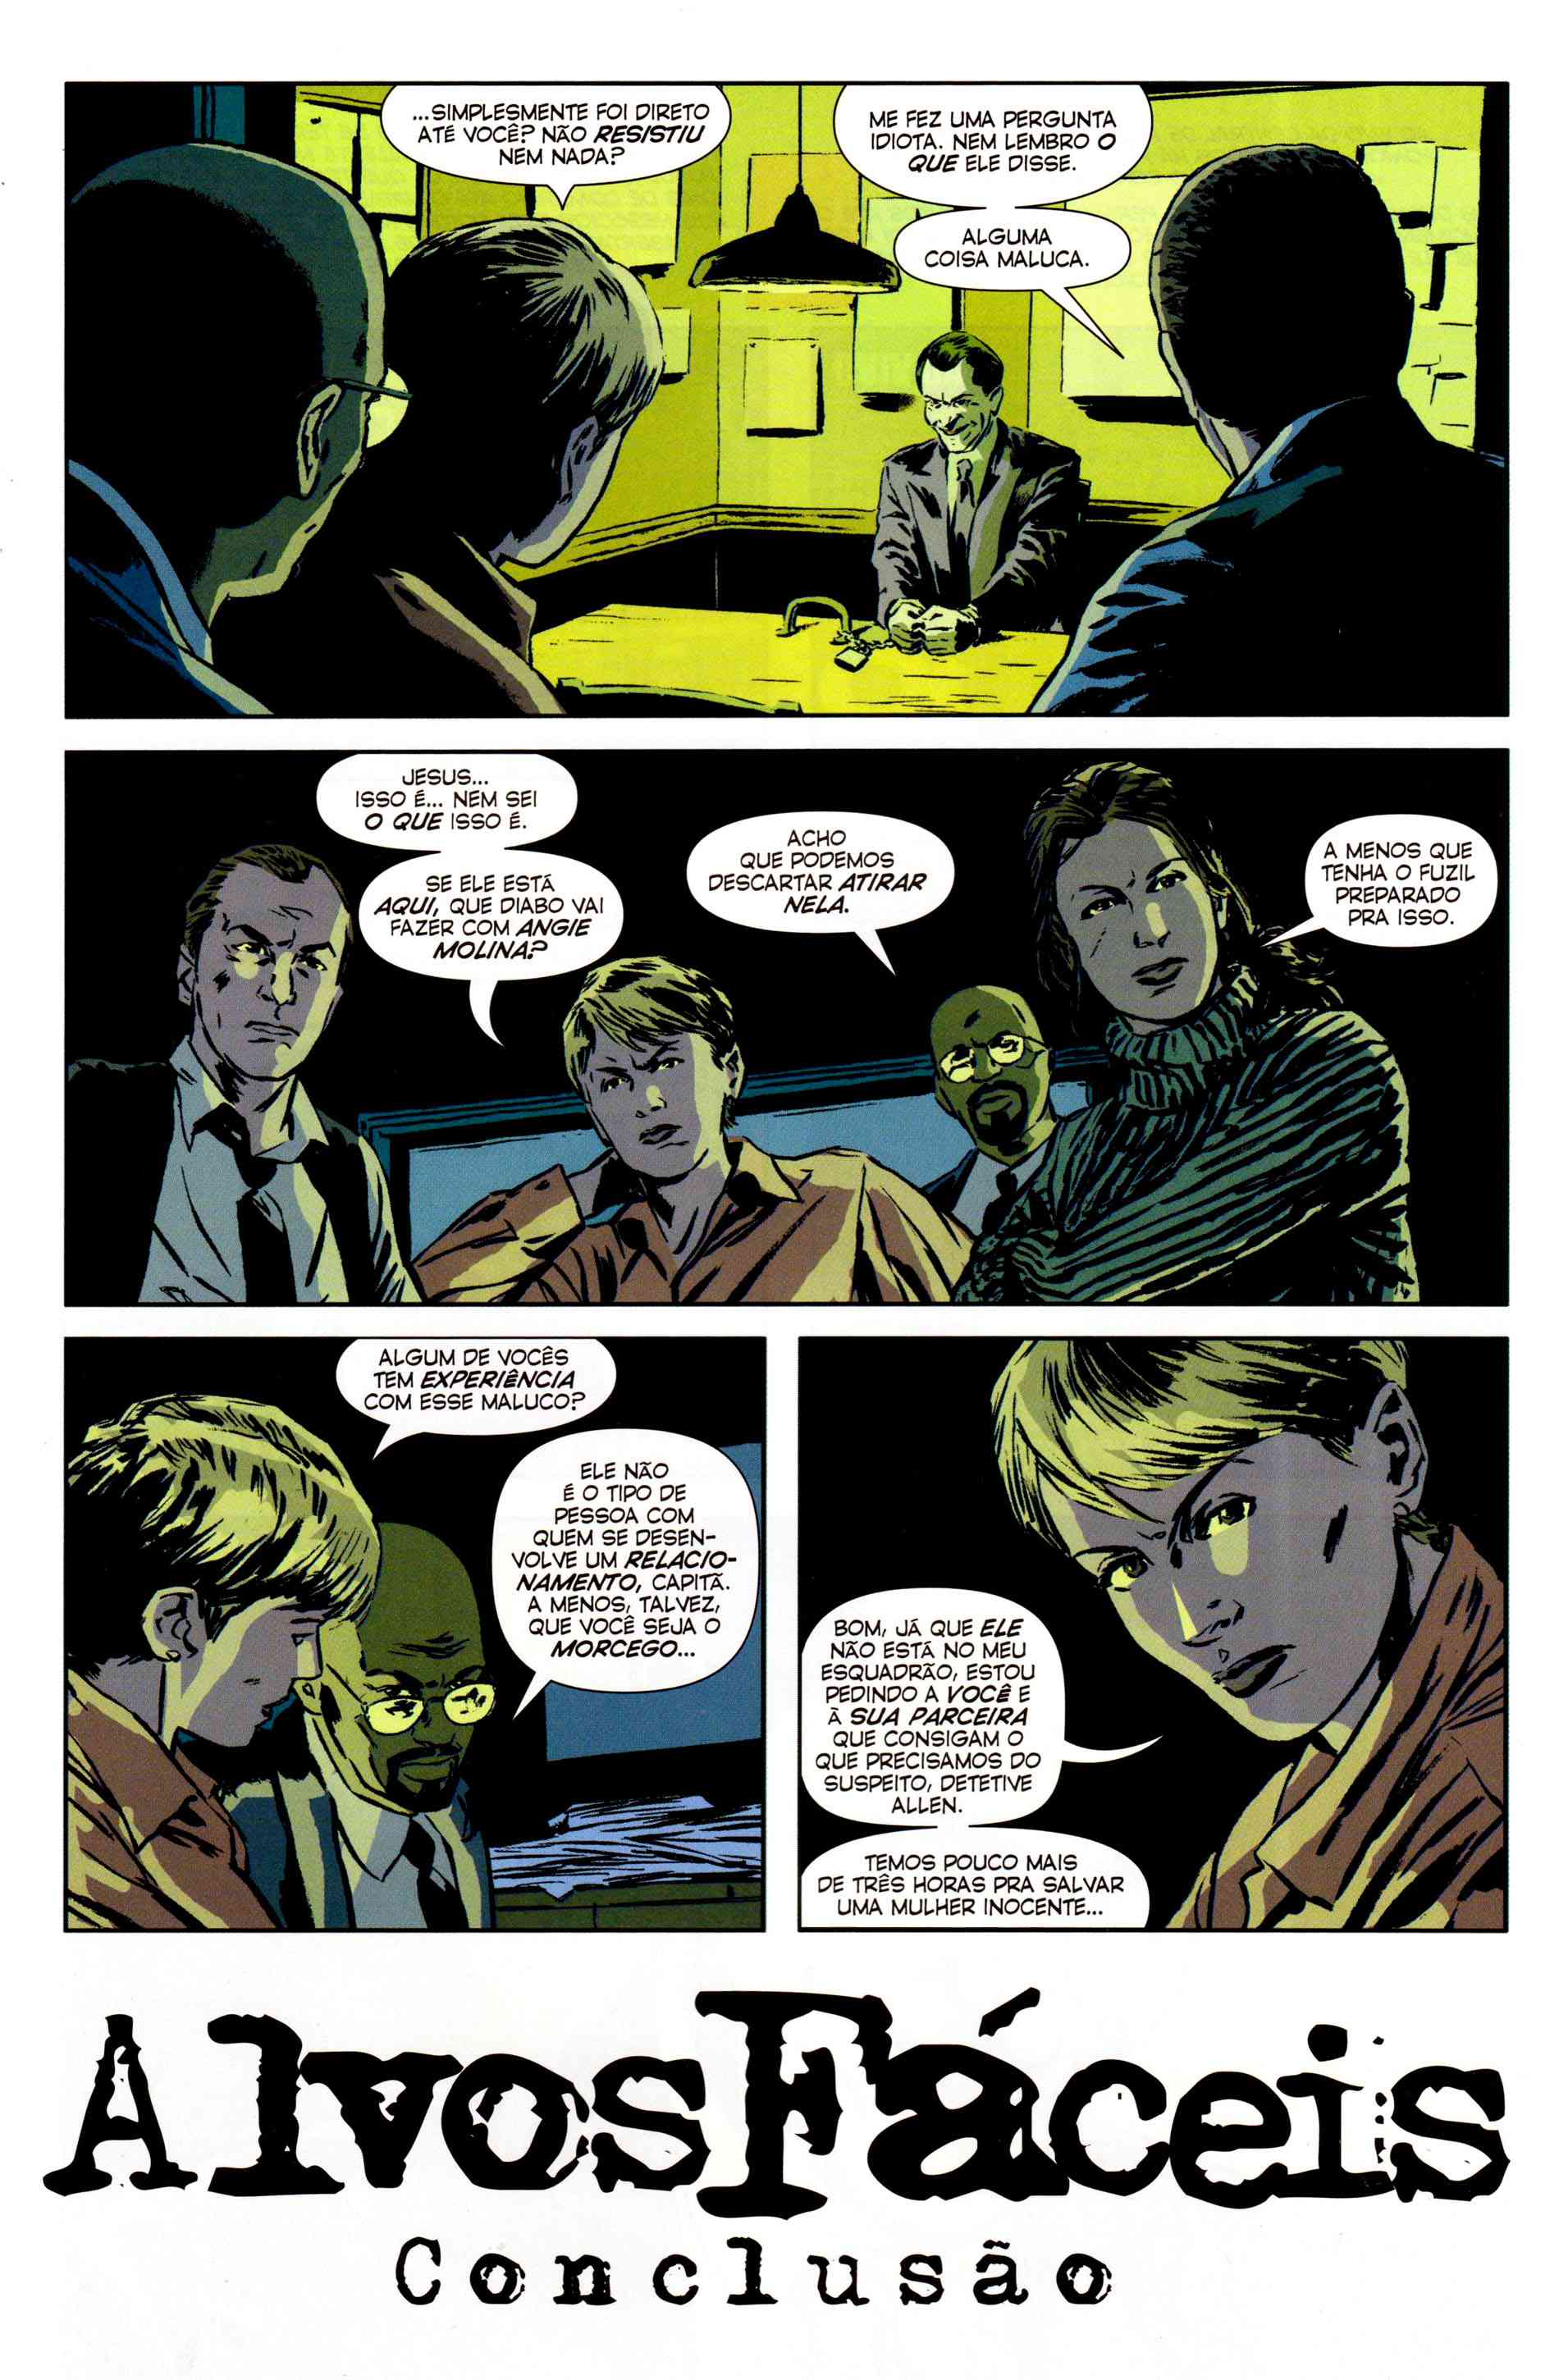 ...SIMPLESMENTE FOI DIRETO
ATÉ VOCÊ? NÃO RESISTIU
NEM NADA?
ME FEZ UMA PERGUNTA
IDIOTA. NEM LEMBRO O
QUE ELE DISSE.
ALGUMA
COISA MALUCA.
JESUS...
ISSO É... NEM SEI
O QUE ISSO É.
SE ELE ESTÁ
AQUI, QUE DIABO VAI
FAZER COM ANGIE
MOLINA?
ACHO
QUE PODEMOS
DESCARTAR ATIRAR
NELA.
A MENOS QUE
TENHA O FUZIL
PREPARADO
PRA ISSO.
ALGUM DE VOCÊS
TEM EXPERIÊNCIA
COM ESSE MALUCO?
ELE NÃO
É O TIPO DE
PESSOA COM
QUEM SE DESEN-
VOLVE UM RELACIO-
NAMENTO, CAPITÃ.
A MENOS, TALVEZ,
QUE VOCÊ SEJA O
MORCEGO...
BOM, JÁ QUE ELE
NÃO ESTÁ NO MEU
ESQUADRÃO, ESTOU
PEDINDO A VOCÊ E
À SUA PARCEIRA
QUE CONSIGAM O
QUE PRECISAMOS DO
SUSPEITO, DETETIVE
ALLEN.
TEMOS POUCO MAIS
DE TRÊS HORAS PRA SALVAR
UMA MULHER INOCENTE...
Alvos Fáceis
Conclusão